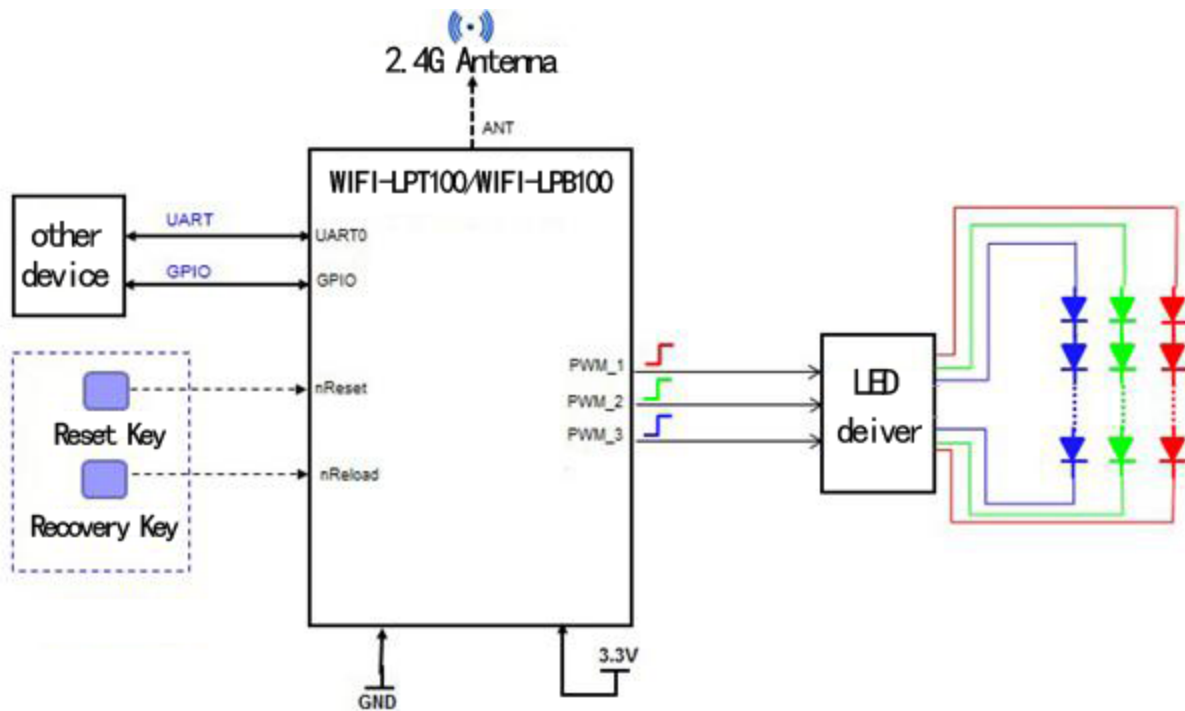 2.4G Antenna
ANT
WIFI-LPT100/WIFI-LPB100
other
device
UART
UART0
GPIO
GPIO
Reset Key
nReset
Recovery Key
nReload
PWM_1
PWM_2
PWM_3
LED
deiver
3.3V
GND